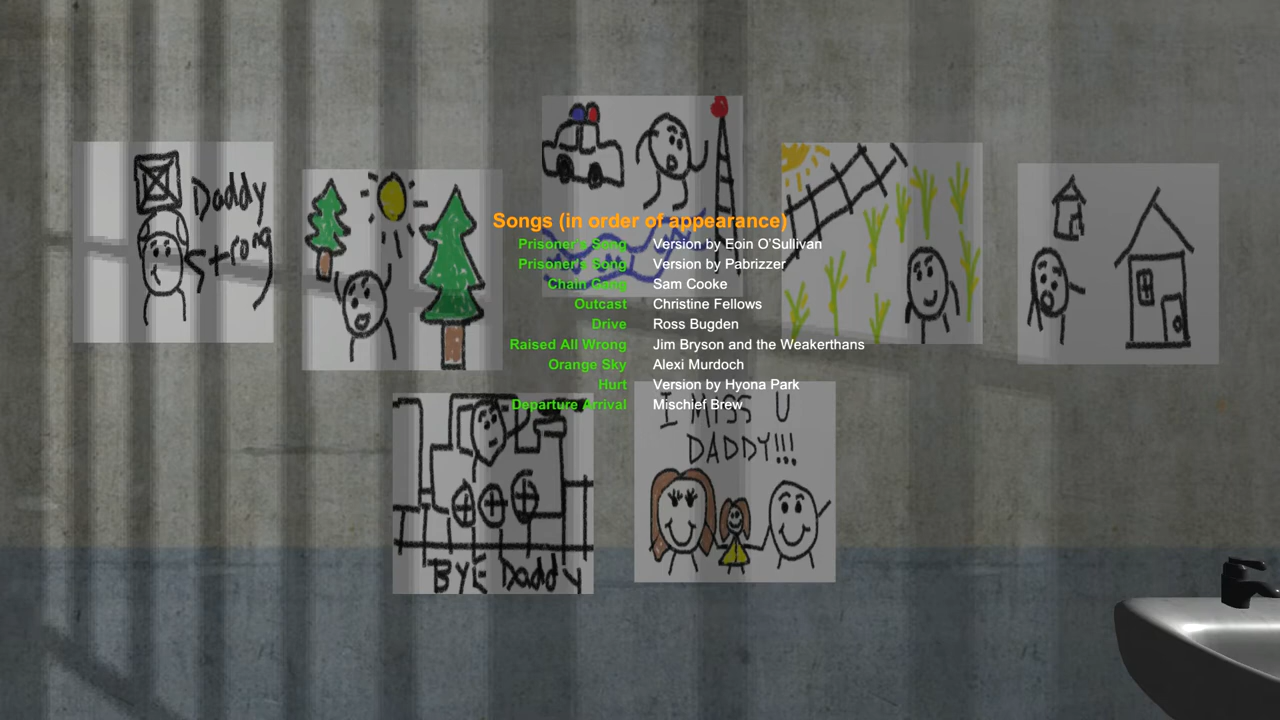 Daddy
Strong
Songs (in order of appearance)
Prisoner's Song Version by Eoin O'Sullivan
Prisoner's Song Version by Pabrizzer
Chain Gang Sam Cooke
Outcast Christine Fellows
Drive Ross Bugden
Raised All Wrong Jim Bryson and the Weakerthans
Orange Sky Alexi Murdoch
Hurt Version by Hyona Park
Departure Arrival Mischief Brew
I MISS U
DADDY!!!
BYE Daddy